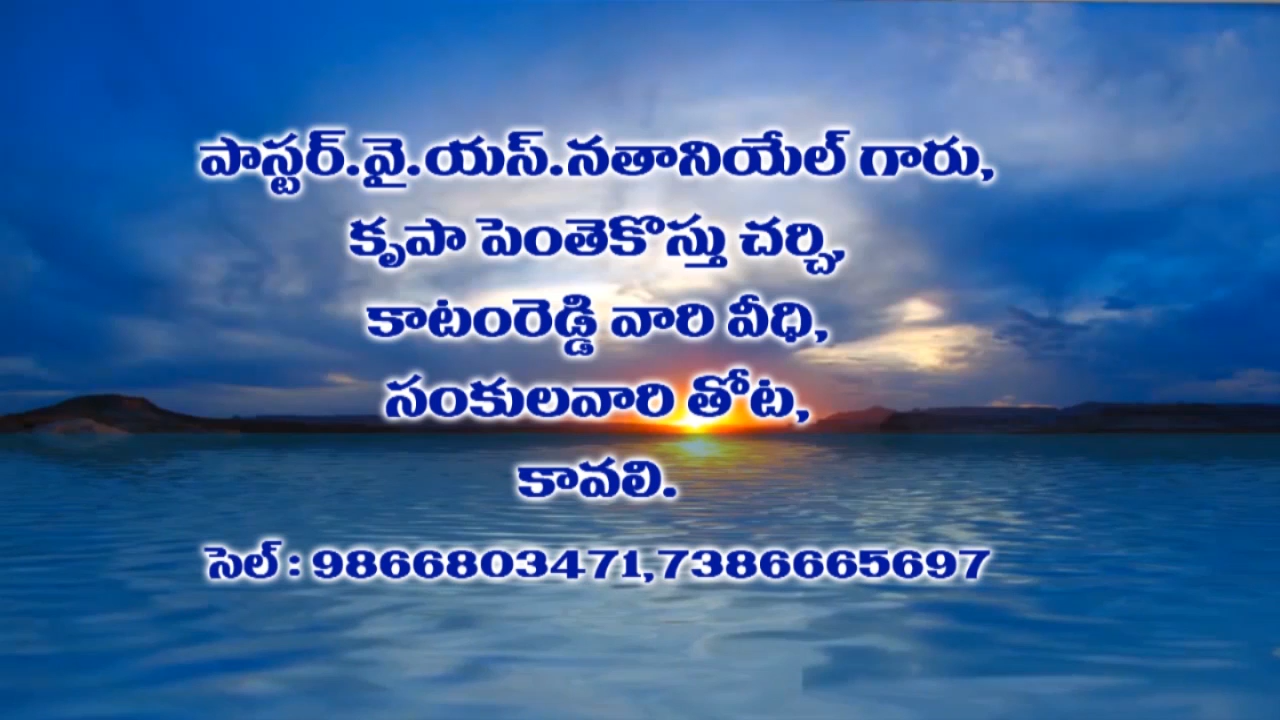 పాస్టర్.వై.యస్.నతానియేల్ గారు,
కృపా పెంతెకొస్తు చర్చి,
కాటంరెడ్డి వారి వీధి,
సంకులవారి తోట,
కావలి.
సెల్ : 9866803471,7386665697